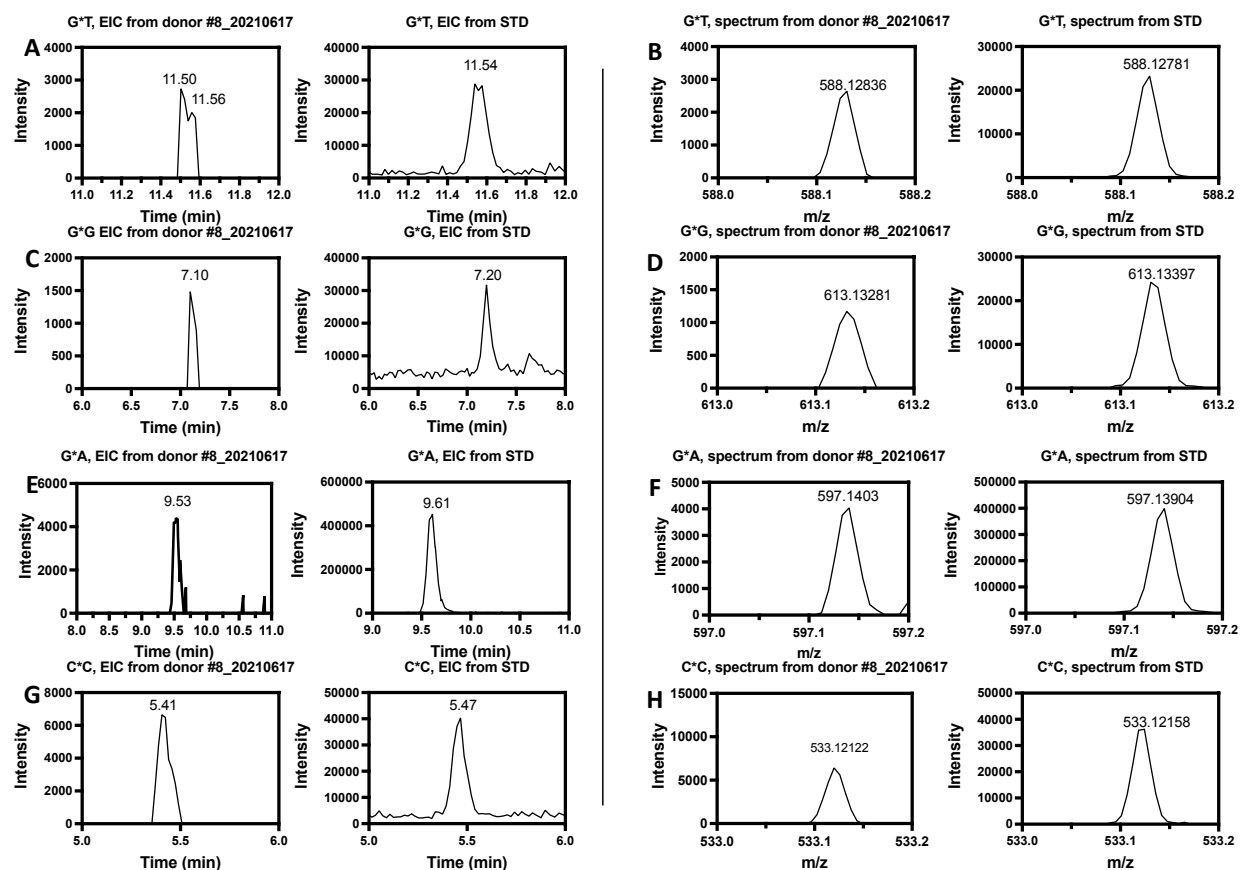 G*T, EIC from donor #8_20210617
A
Intensity
4000
3000
2000
1000
0
11.50
11.56
11.0 11.2 11.4 11.6 11.8 12.0
Time (min)
G*T, EIC from STD
Intensity
40000
30000
20000
10000
0
11.54
11.0 11.2 11.4 11.6 11.8 12.0
Time (min)
G*T, spectrum from donor #8_20210617
B
Intensity
4000
3000
2000
1000
0
588.12836
588.0 588.1 588.2
m/z
G*T, spectrum from STD
Intensity
30000
20000
10000
0
588.12781
588.0 588.1 588.2
m/z
G*G EIC from donor #8_20210617
C
Intensity
2000
1500
1000
500
0
7.10
6.0 6.5 7.0 7.5 8.0
Time (min)
G*G, EIC from STD
Intensity
40000
30000
20000
10000
0
7.20
6.0 6.5 7.0 7.5 8.0
Time (min)
G*G, spectrum from donor #8_20210617
D
Intensity
2000
1500
1000
500
0
613.13281
613.0 613.1 613.2
m/z
G*G, spectrum from STD
Intensity
30000
20000
10000
0
613.13397
613.0 613.1 613.2
m/z
G*A, EIC from donor #8_20210617
E
Intensity
6000
4000
2000
0
9.53
8.0 8.5 9.0 9.5 10.0 10.5 11.0
Time (min)
G*A, EIC from STD
Intensity
600000
400000
200000
0
9.61
9.0 9.5 10.0 10.5 11.0
Time (min)
G*A, spectrum from donor #8_20210617
F
Intensity
5000
4000
3000
2000
1000
0
597.1403
597.0 597.1 597.2
m/z
G*A, spectrum from STD
Intensity
500000
400000
300000
200000
100000
0
597.13904
597.0 597.1 597.2
m/z
C*C, EIC from donor #8_20210617
G
Intensity
8000
6000
4000
2000
0
5.41
5.0 5.5 6.0
Time (min)
C*C, EIC from STD
Intensity
50000
40000
30000
20000
10000
0
5.47
5.0 5.5 6.0
Time (min)
C*C, spectrum from donor #8_20210617
H
Intensity
15000
10000
5000
0
533.12122
533.0 533.1 533.2
m/z
C*C, spectrum from STD
Intensity
50000
40000
30000
20000
10000
0
533.12158
533.0 533.1 533.2
m/z